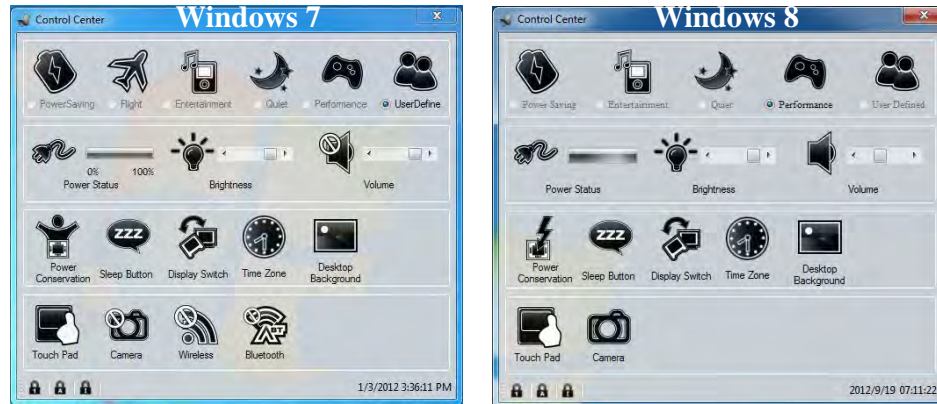 Windows 7
Control Center
PowerSaving Flight Entertainment Quiet Performance UserDefine
0% 100%
Power Status Brightness Volume
Power Conservation Sleep Button Display Switch Time Zone Desktop Background
Touch Pad Camera Wireless Bluetooth
1/3/2012 3:36:11 PM
Windows 8
Control Center
Power Saving Entertainment Quiet Performance User Defined
Power Status Brightness Volume
Power Conservation Sleep Button Display Switch Time Zone Desktop Background
Touch Pad Camera
2012/9/19 07:11:22